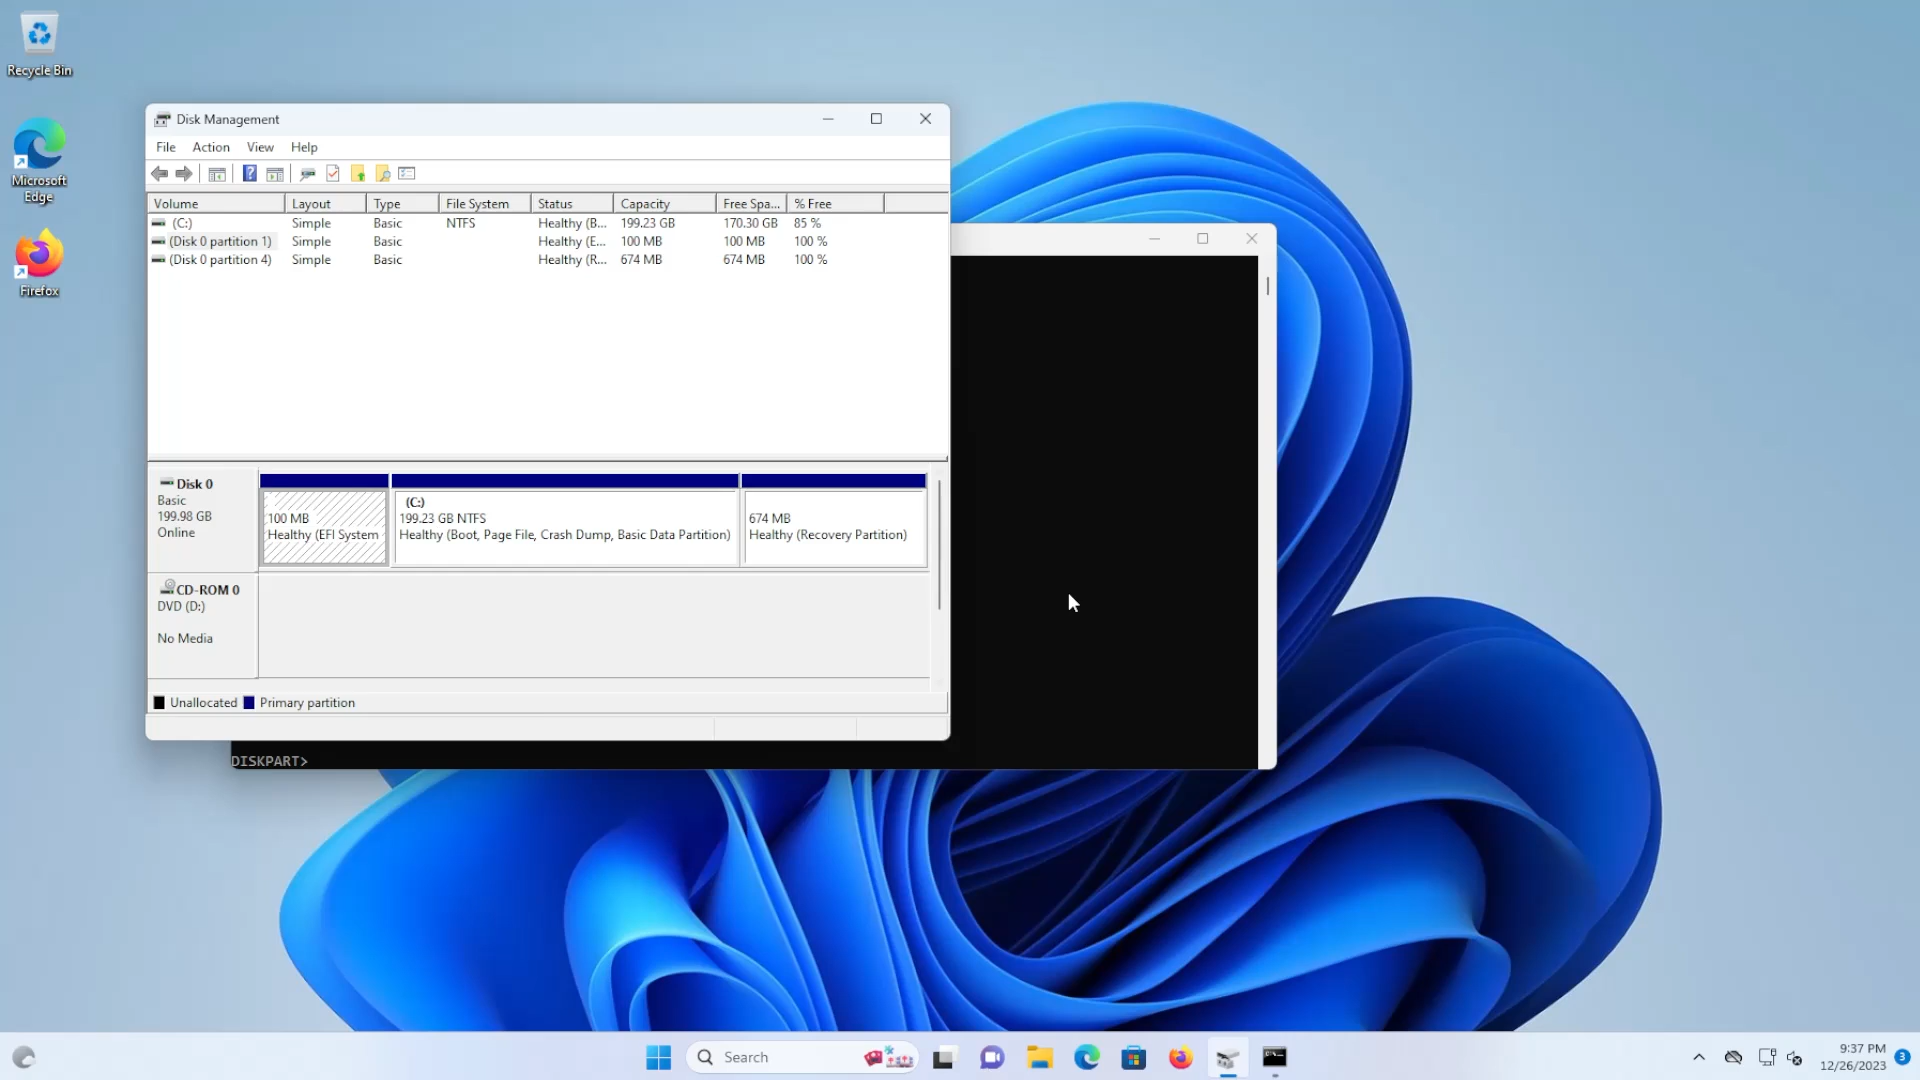 Recycle Bin
Microsoft
Edge
Firefox
Disk Management
File Action View Help
Volume Layout Type File System Status Capacity Free Spa... % Free
(C:) Simple Basic NTFS Healthy (B... 199.23 GB 170.30 GB 85 %
(Disk 0 partition 1) Simple Basic Healthy (E... 100 MB 100 MB 100 %
(Disk 0 partition 4) Simple Basic Healthy (R... 674 MB 674 MB 100 %
Disk 0
Basic
199.98 GB
Online
100 MB
Healthy (EFI System
(C:)
199.23 GB NTFS
Healthy (Boot, Page File, Crash Dump, Basic Data Partition)
674 MB
Healthy (Recovery Partition)
CD-ROM 0
DVD (D:)
No Media
Unallocated Primary partition
DISKPART>
Search
9:37 PM
12/26/2023
3